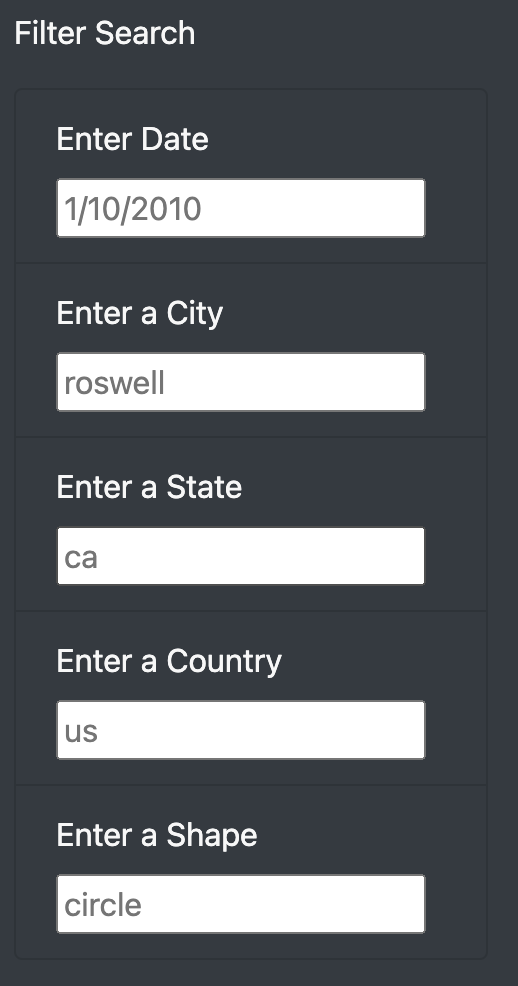 Filter Search
Enter Date
1/10/2010
Enter a City
roswell
Enter a State
ca
Enter a Country
us
Enter a Shape
circle